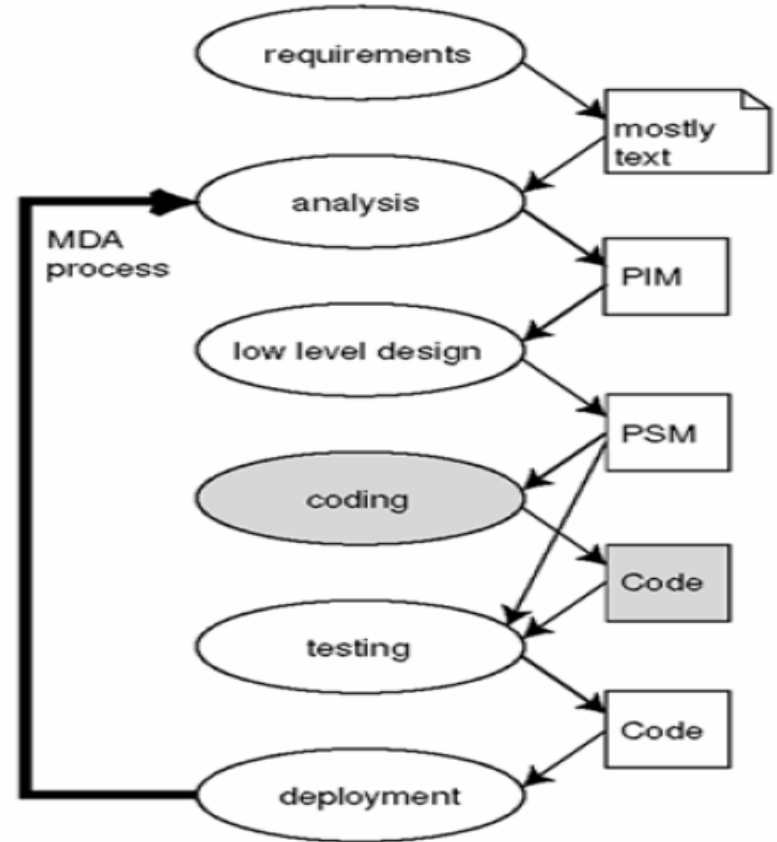 requirements
mostly
text
analysis
MDA
process
PIM
low level design
PSM
coding
Code
testing
Code
deployment